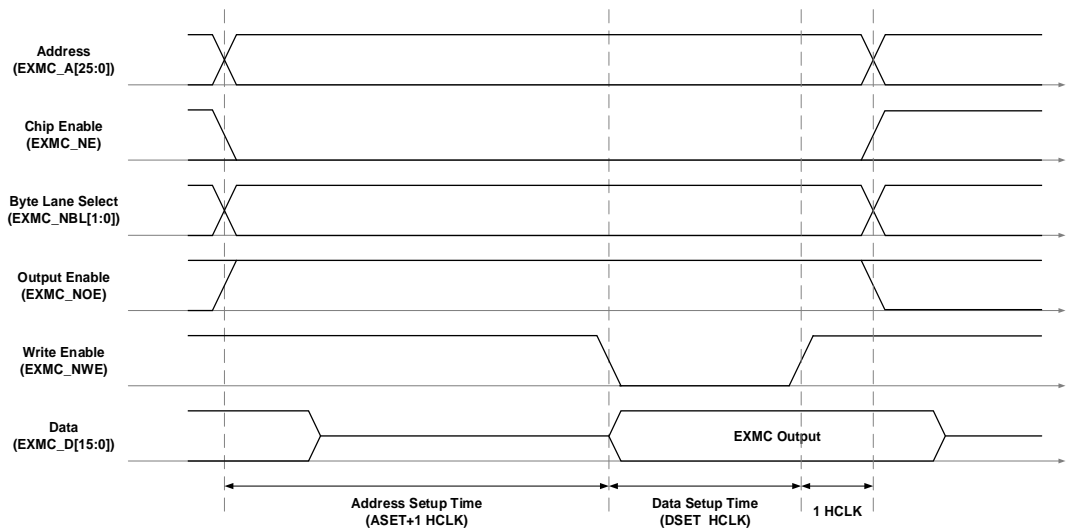 Address
(EXMC_A[25:0])
Chip Enable
(EXMC_NE)
Byte Lane Select
(EXMC_NBL[1:0])
Output Enable
(EXMC_NOE)
Write Enable
(EXMC_NWE)
Data
(EXMC_D[15:0])
EXMC Output
Address Setup Time
(ASET+1 HCLK)
Data Setup Time
(DSET HCLK)
1 HCLK